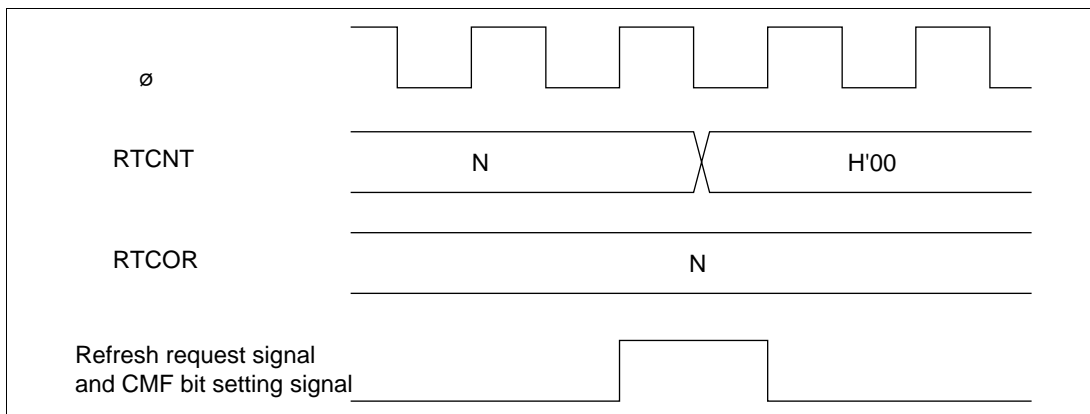 ø
RTCNT
N
H'00
RTCOR
N
Refresh request signal
and CMF bit setting signal